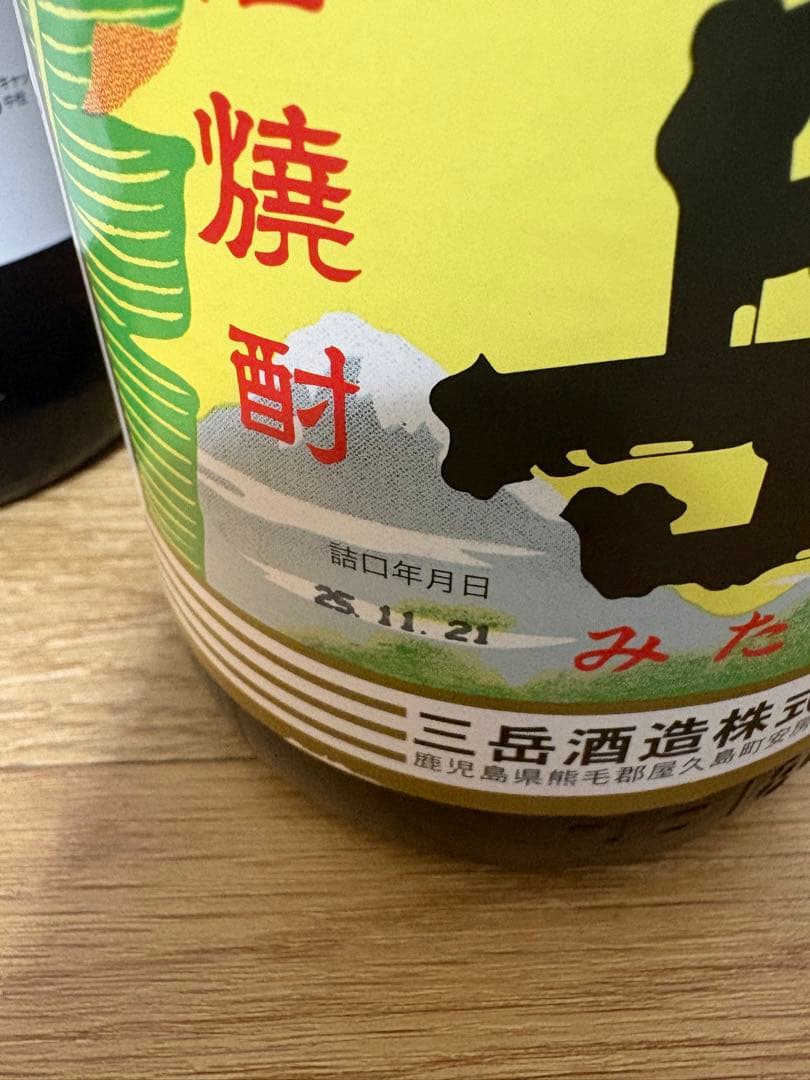 燒酎
詰口年月日
25.11.21
みた
三岳酒造株式
鹿児島県熊毛郡屋久島町安房